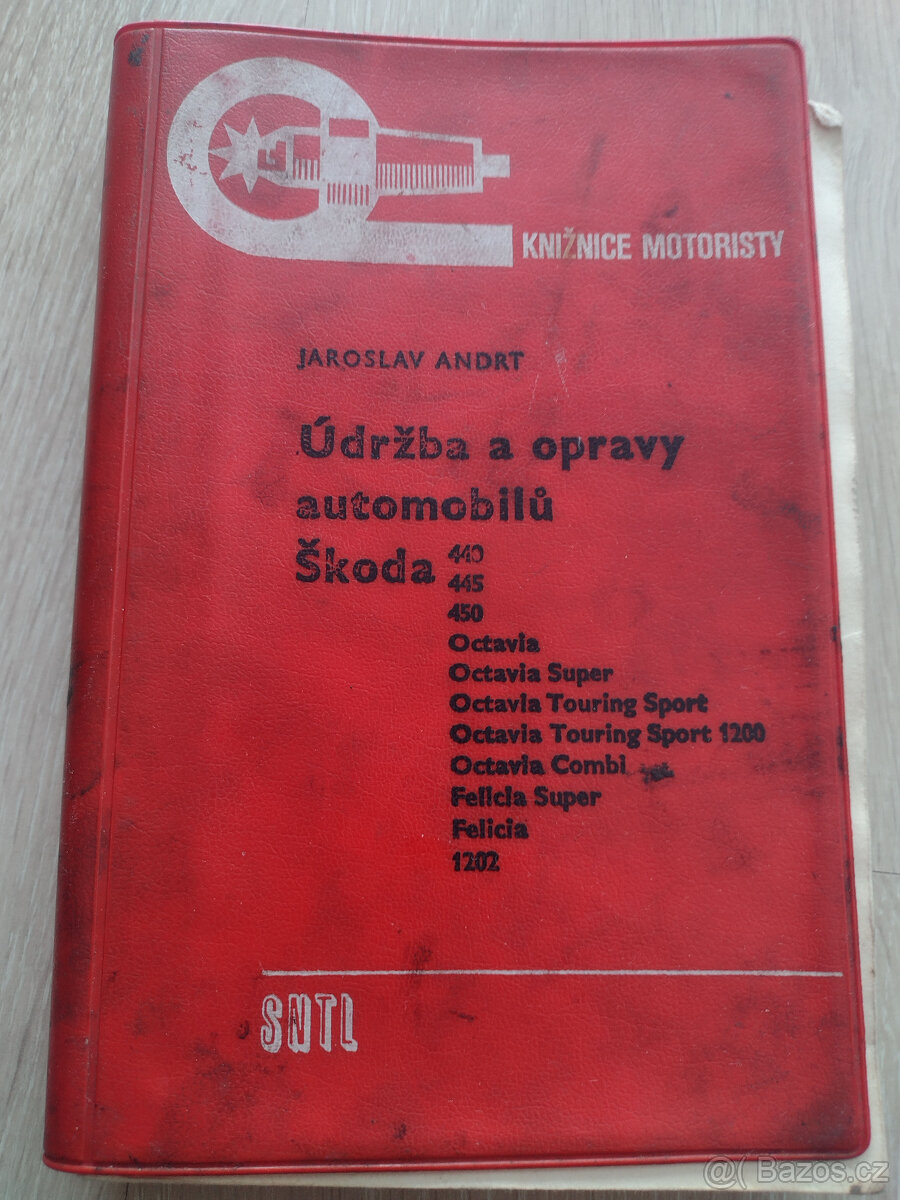 KNIŽNICE MOTORISTY
JAROSLAV ANDRT
Údržba a opravy
automobilů
Škoda 440
445
450
Octavia
Octavia Super
Octavia Touring Sport
Octavia Touring Sport 1200
Octavia Combi
Felicia Super
Felicia
1202
SNTL
@( Bazos.cz